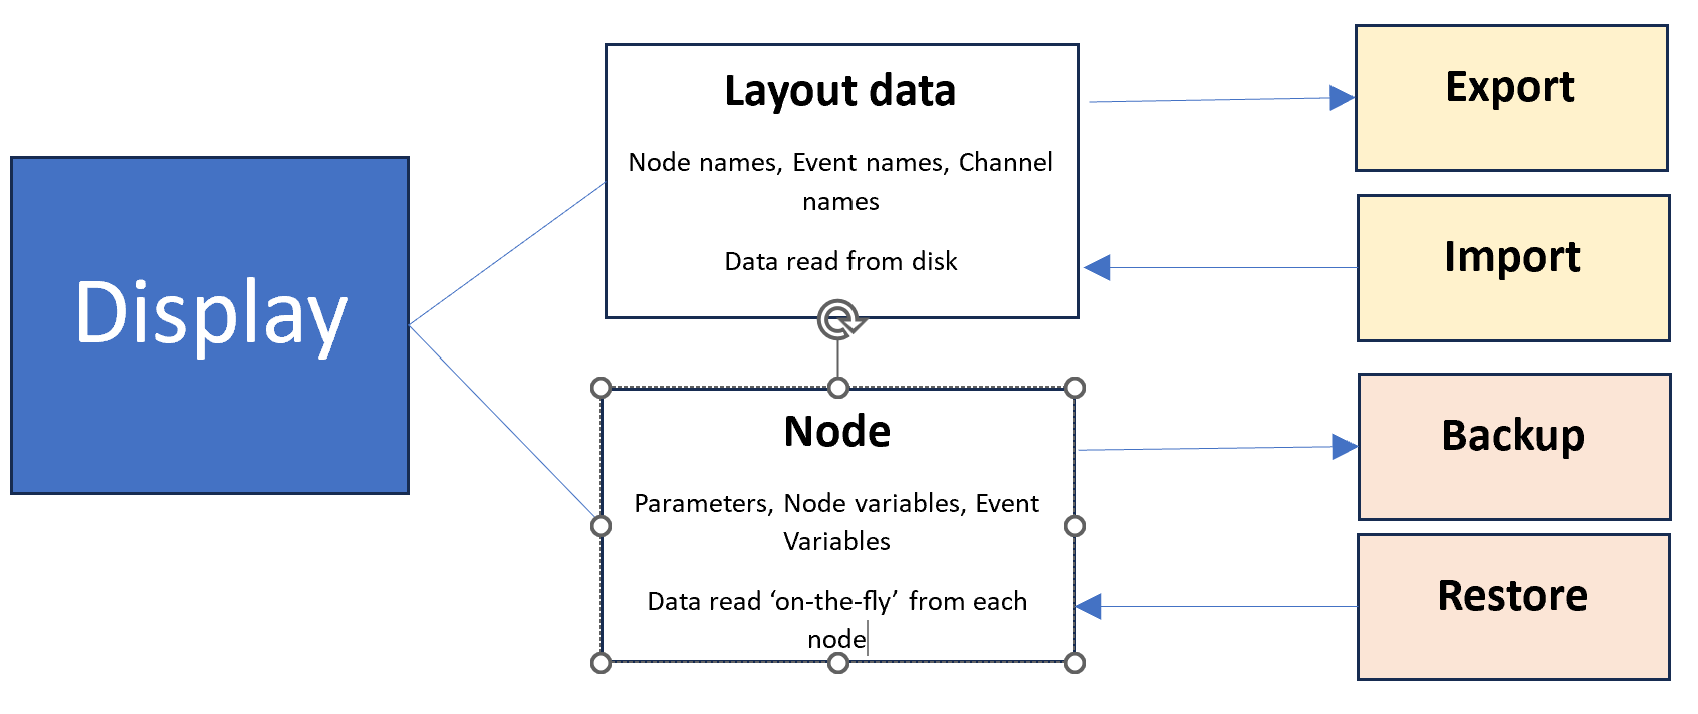 Display
Layout data
Node names, Event names, Channel
names
Data read from disk
Node
Parameters, Node variables, Event
Variables
Data read ‘on-the-fly’ from each
node
Export
Import
Backup
Restore